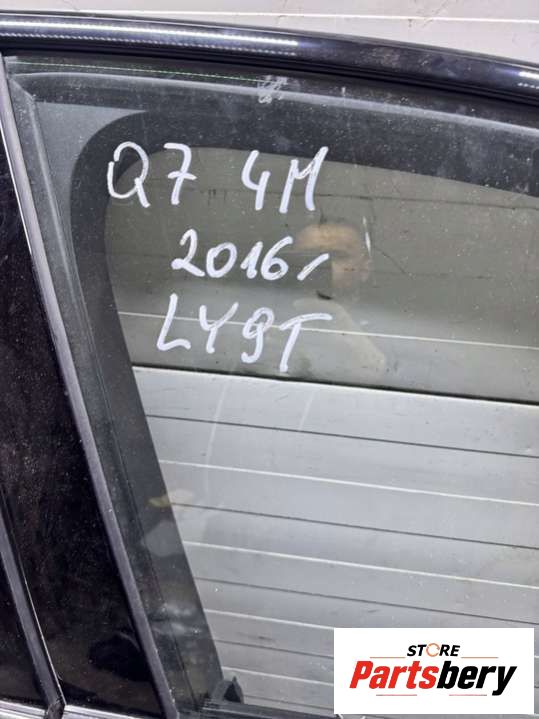 Q7 4M
2016/
LY9T
STORE
Partsbery